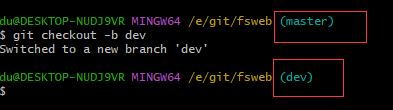 du@DESKTOP-NUDJ9VR MINGW64 /e/git/fsweb (master)
$ git checkout -b dev
Switched to a new branch 'dev'
du@DESKTOP-NUDJ9VR MINGW64 /e/git/fsweb (dev)
$